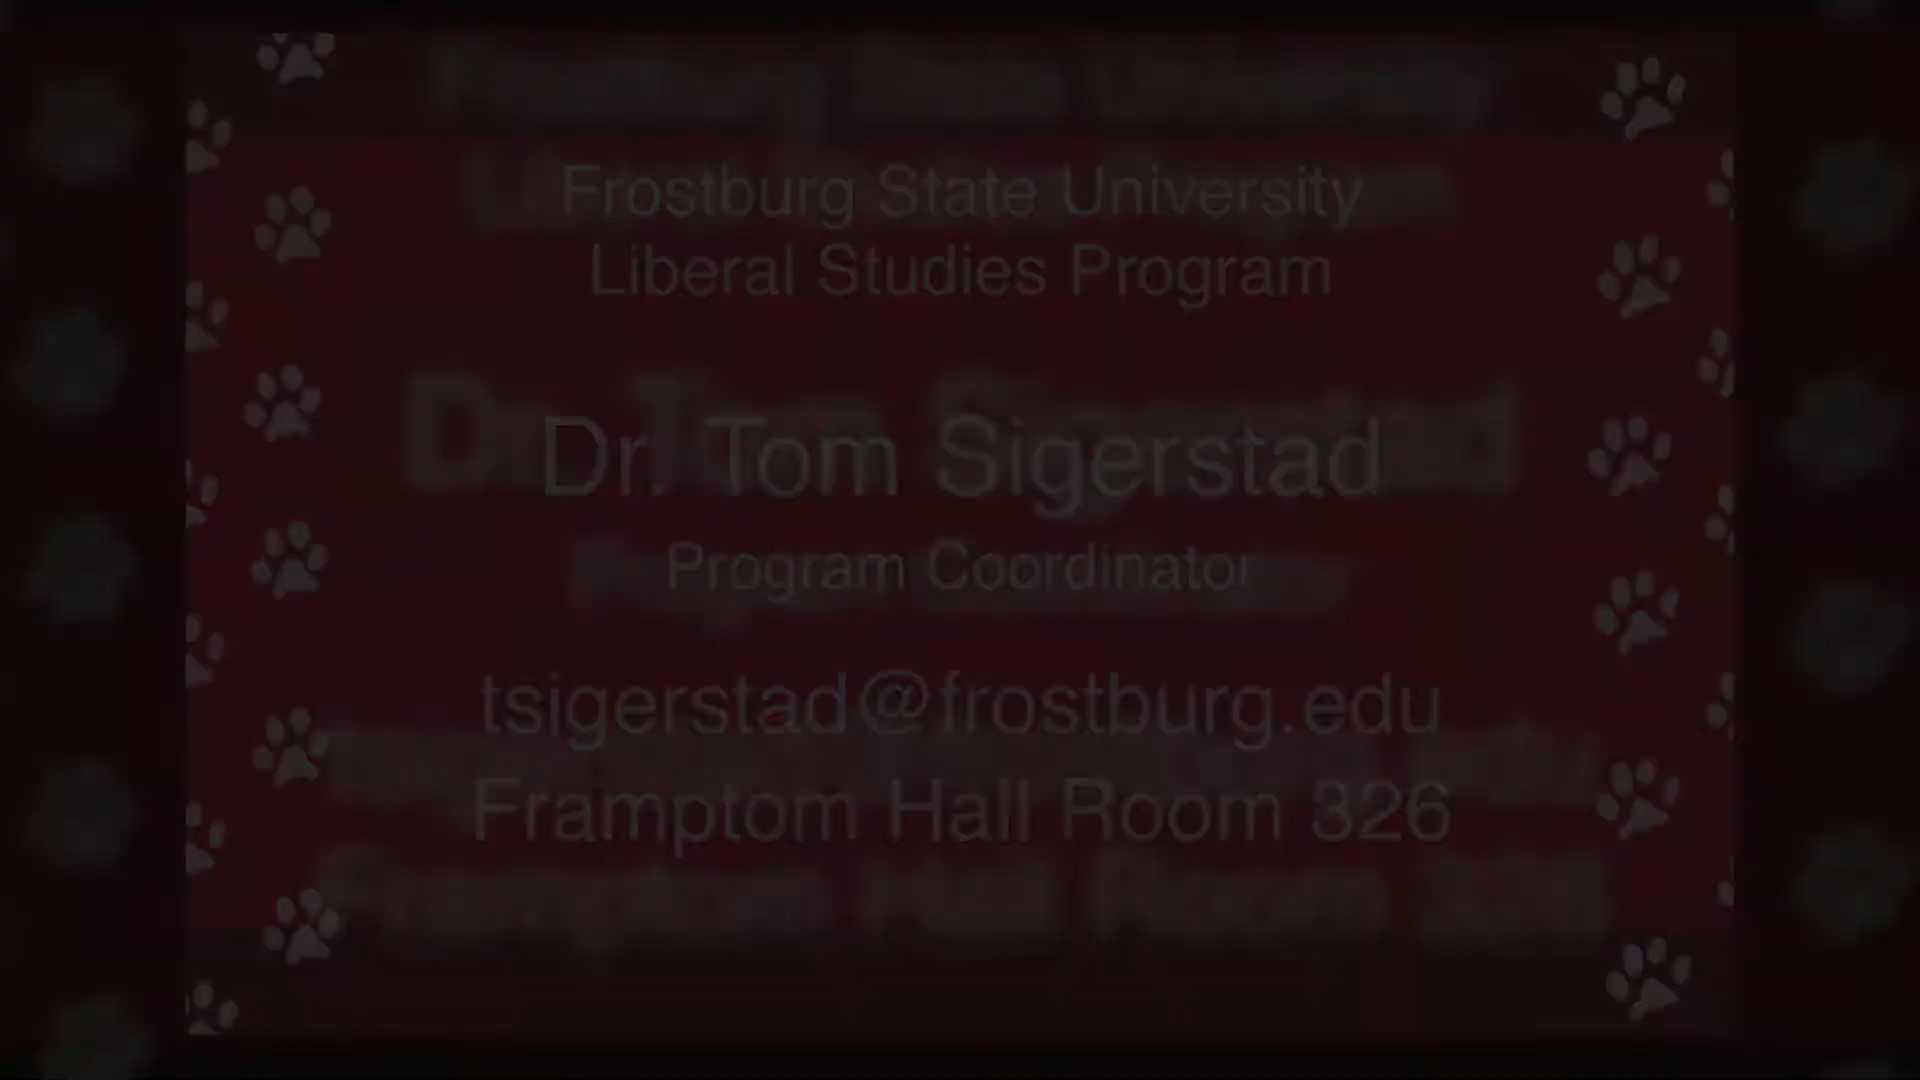 Frostburg State University
Liberal Studies Program
Dr. Tom Sigerstad
Program Coordinator
tsigerstad@frostburg.edu
Framptom Hall Room 326